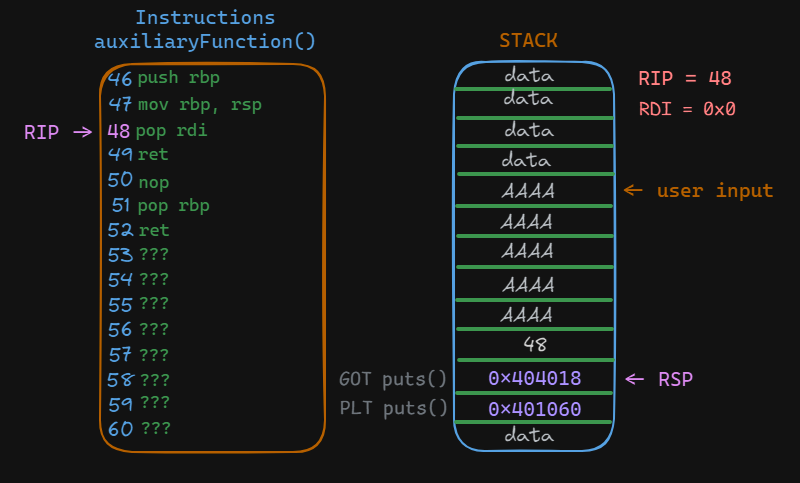 Instructions
auxiliaryFunction()
46 push rbp
47 mov rbp, rsp
RIP → 48 pop rdi
49 ret
50 nop
51 pop rbp
52 ret
53 ???
54 ???
55 ???
56 ???
57 ???
58 ???
59 ???
60 ???
STACK
data
data
data
data
AAAA ← user input
AAAA
AAAA
AAAA
AAAA
48
GOT puts() 0x404018 ← RSP
PLT puts() 0x401060
data
RIP = 48
RDI = 0x0